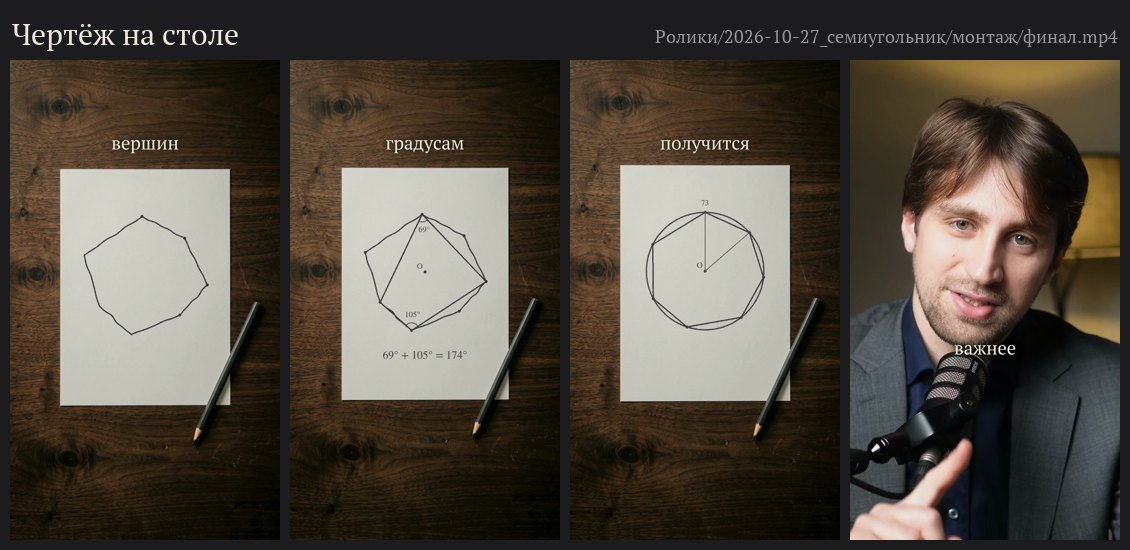 Чертёж на столе
Ролики/2026-10-27_семиугольник/монтаж/финал.mp4
вершин
градусам
69°
O
105°
69° + 105° = 174°
получится
73
O
важнее